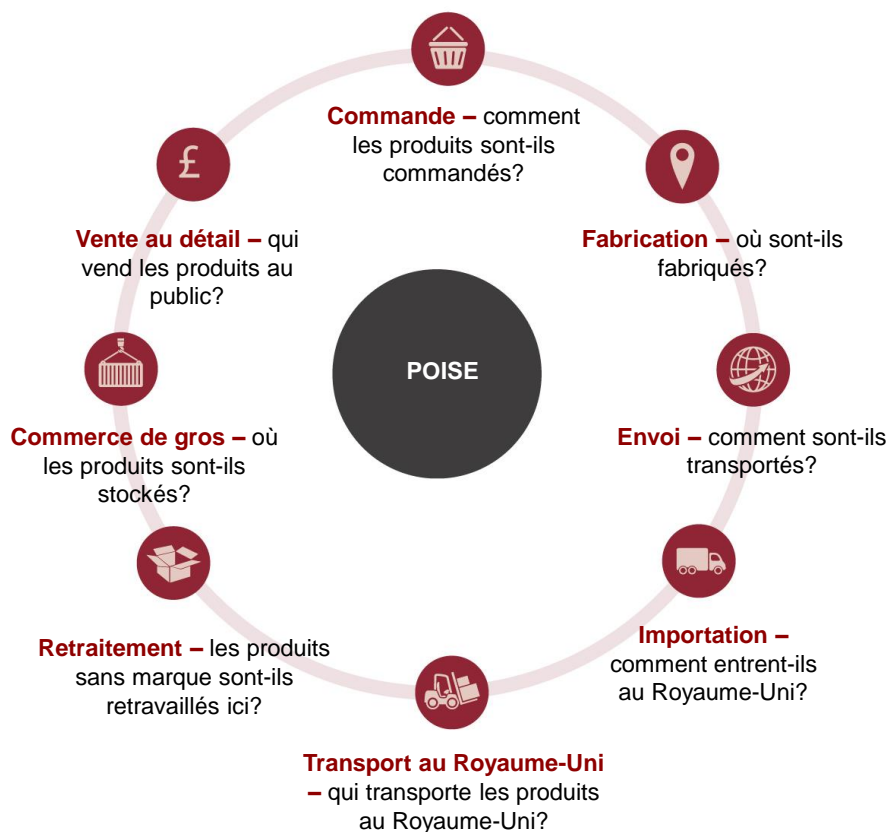 Commande – comment
les produits sont-ils
commandés?
£
Fabrication – où sont-ils
fabriqués?
Vente au détail – qui
vend les produits au
public?
POISE
Envoi – comment sont-ils
transportés?
Commerce de gros – où
les produits sont-ils
stockés?
Importation –
comment entrent-ils
au Royaume-Uni?
Retraitement – les produits
sans marque sont-ils
retravaillés ici?
Transport au Royaume-Uni
– qui transporte les produits
au Royaume-Uni?